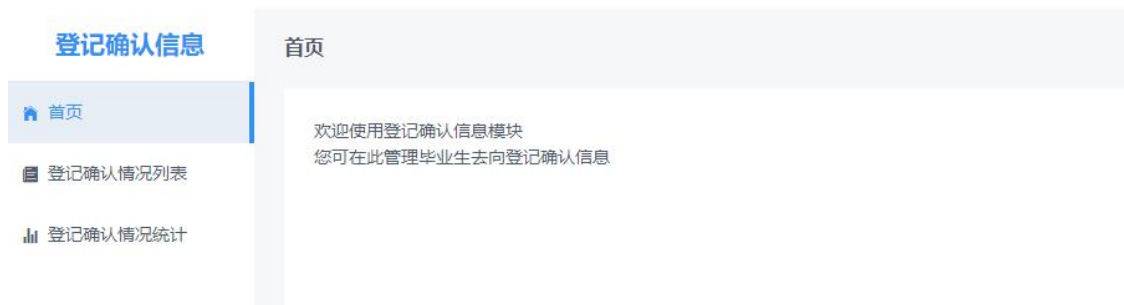 登记确认信息
首页
首页
登记确认情况列表
登记确认情况统计
欢迎使用登记确认信息模块
您可在此管理毕业生去向登记确认信息